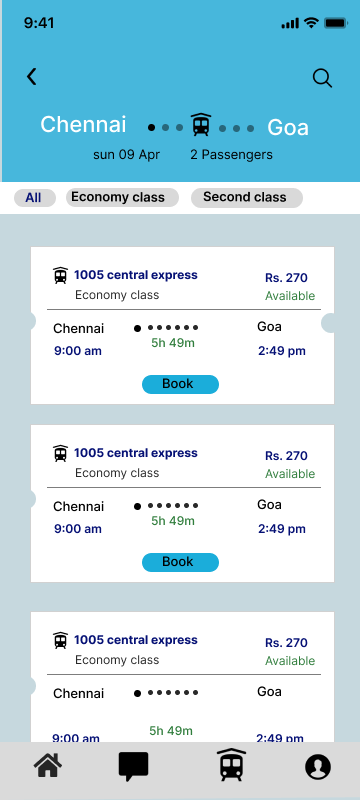 9:41
Chennai Goa
sun 09 Apr 2 Passengers
All Economy class Second class
1005 central express Rs. 270
Economy class Available
Chennai Goa
9:00 am 5h 49m 2:49 pm
Book
1005 central express Rs. 270
Economy class Available
Chennai Goa
9:00 am 5h 49m 2:49 pm
Book
1005 central express Rs. 270
Economy class Available
Chennai Goa
9:00 am 5h 49m 2:49 pm